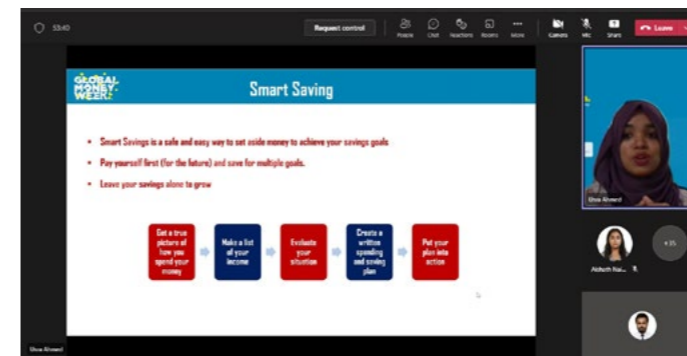 53:40
Request control
People
Chat
Reactions
Rooms
More
Camera
Mic
Share
Leave
GLOBAL
MONEY
WEEK
Smart Saving
• Smart Savings is a safe and easy way to set aside money to achieve your savings goals
• Pay yourself first (for the future) and save for multiple goals.
• Leave your savings alone to grow
Get a true
picture of
how you
spend your
money
Make a list
of your
income
Evaluate
your
situation
Create a
written
spending
and saving
plan
Put your
plan into
action
Ahmed
+35
Ahmed